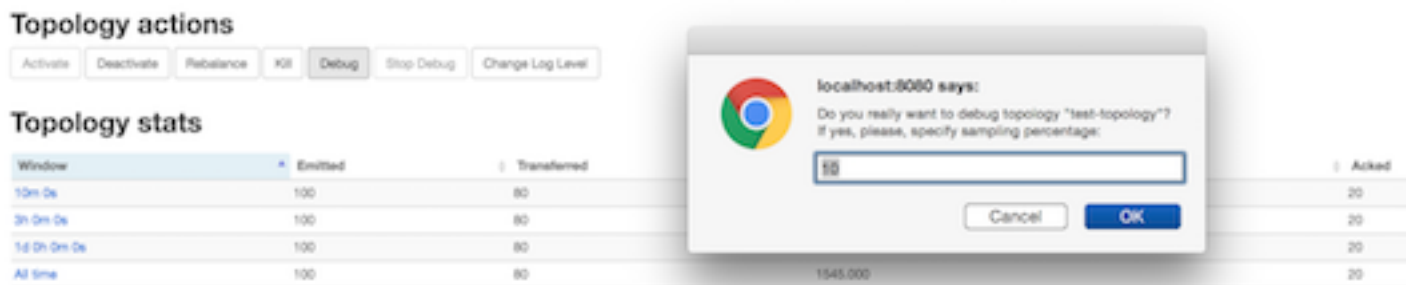 Topology actions
Activate Deactivate Rebalance Kill Debug Stop Debug Change Log Level
localhost:8080 says:
Do you really want to debug topology "test-topology"?
If yes, please, specify sampling percentage:
10
Cancel OK
Topology stats
Window Emitted Transferred Acked
10m 0s 100 80 20
3h 0m 0s 100 80 20
1d 0h 0m 0s 100 80 20
All time 100 80 1545.000 20